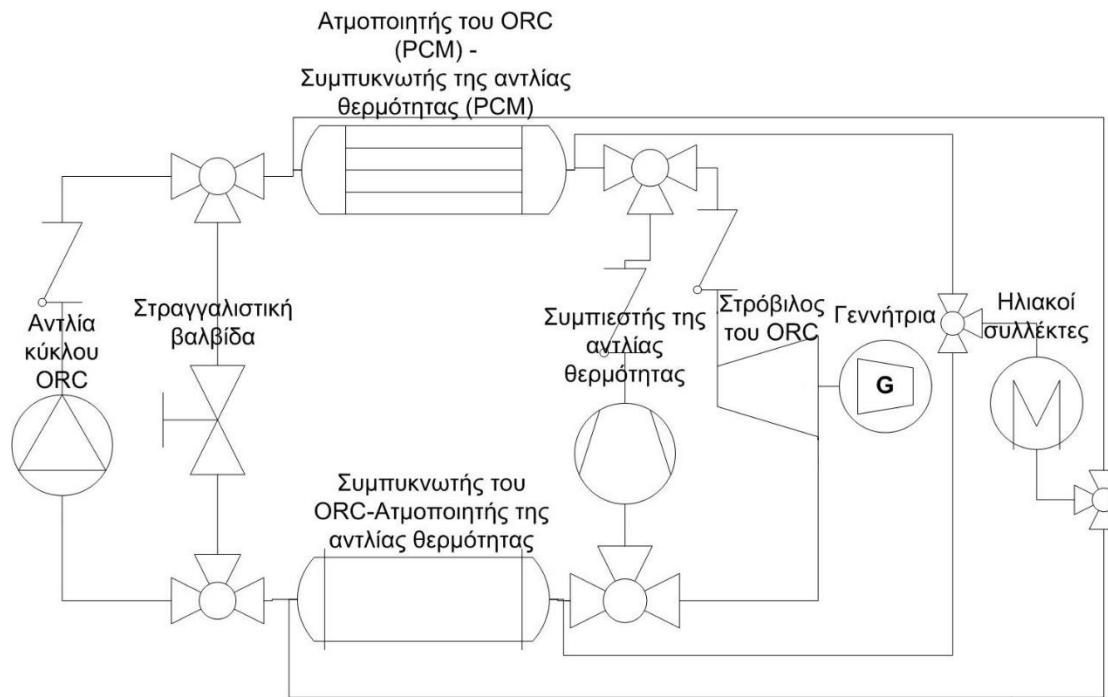 Ατμοποιητής του ORC
(PCM) -
Συμπυκνωτής της αντλίας
θερμότητας (PCM)
Αντλία
κύκλου
ORC
Στραγγαλιστική
βαλβίδα
Συμπιεστής της
αντλίας
θερμότητας
Στρόβιλος
του ORC
Γεννήτρια
G
Ηλιακοί
συλλέκτες
Συμπυκνωτής του
ORC-Ατμοποιητής της
αντλίας θερμότητας